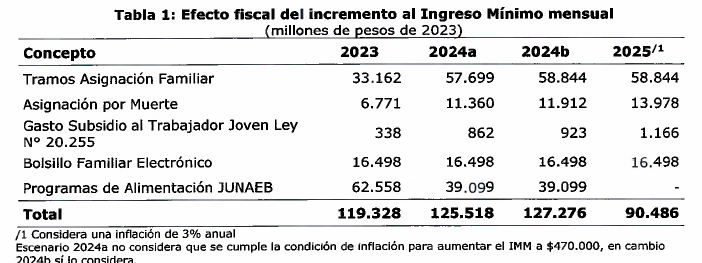 Tabla 1: Efecto fiscal del incremento al Ingreso Mínimo mensual
(millones de pesos de 2023)
Concepto 2023 2024a 2024b 2025/1
Tramos Asignación Familiar 33.162 57.699 58.844 58.844
Asignación por Muerte 6.771 11.360 11.912 13.978
Gasto Subsidio al Trabajador Joven Ley
N° 20.255 338 862 923 1.166
Bolsillo Familiar Electrónico 16.498 16.498 16.498 16.498
Programas de Alimentación JUNAEB 62.558 39.099 39.099 -
Total 119.328 125.518 127.276 90.486
/1 Considera una inflación de 3% anual
Escenario 2024a no considera que se cumple la condición de inflación para aumentar el IMM a $470.000, en cambio
2024b sí lo considera.